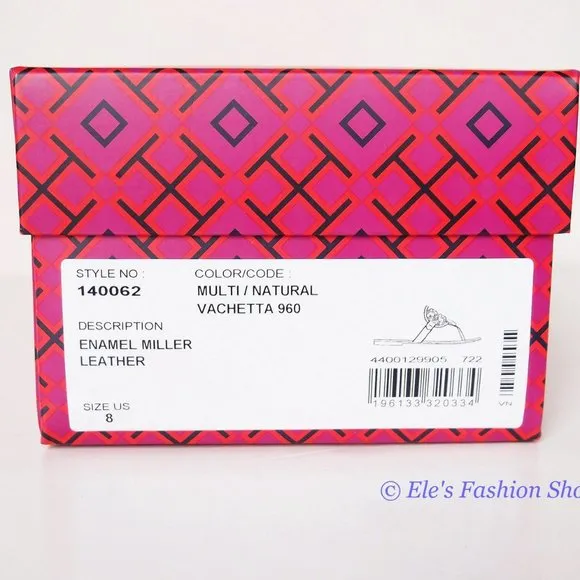 STYLE NO :
140062
COLOR/CODE :
MULTI / NATURAL
VACHETTA 960
DESCRIPTION
ENAMEL MILLER
LEATHER
SIZE US
8
4400129905 722
196133 320334
VN
© Ele's Fashion Sho